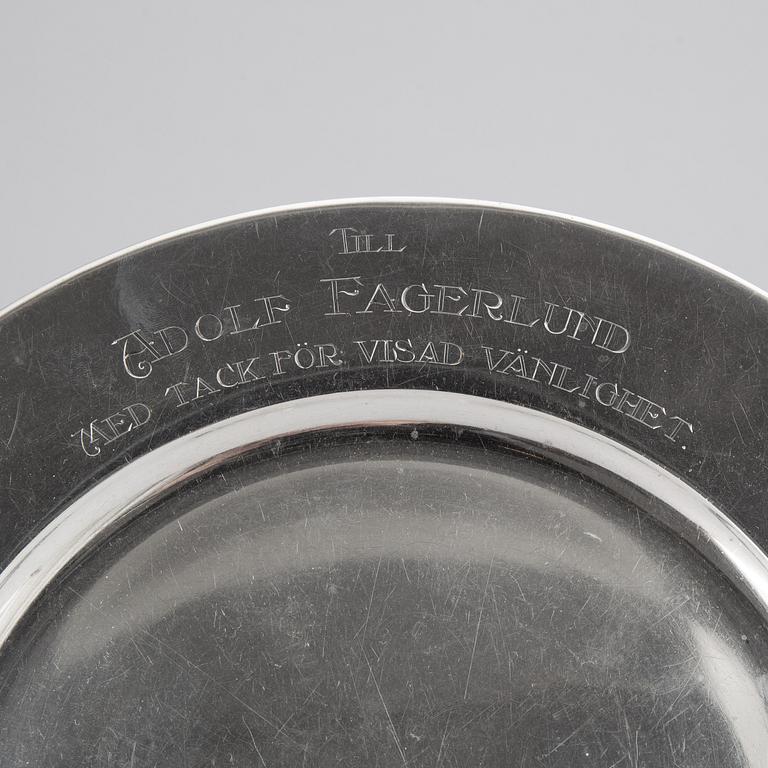 TILL
ADOLF FAGERLUND
MED TACK FÖR VISAD VÄNLIGHET.